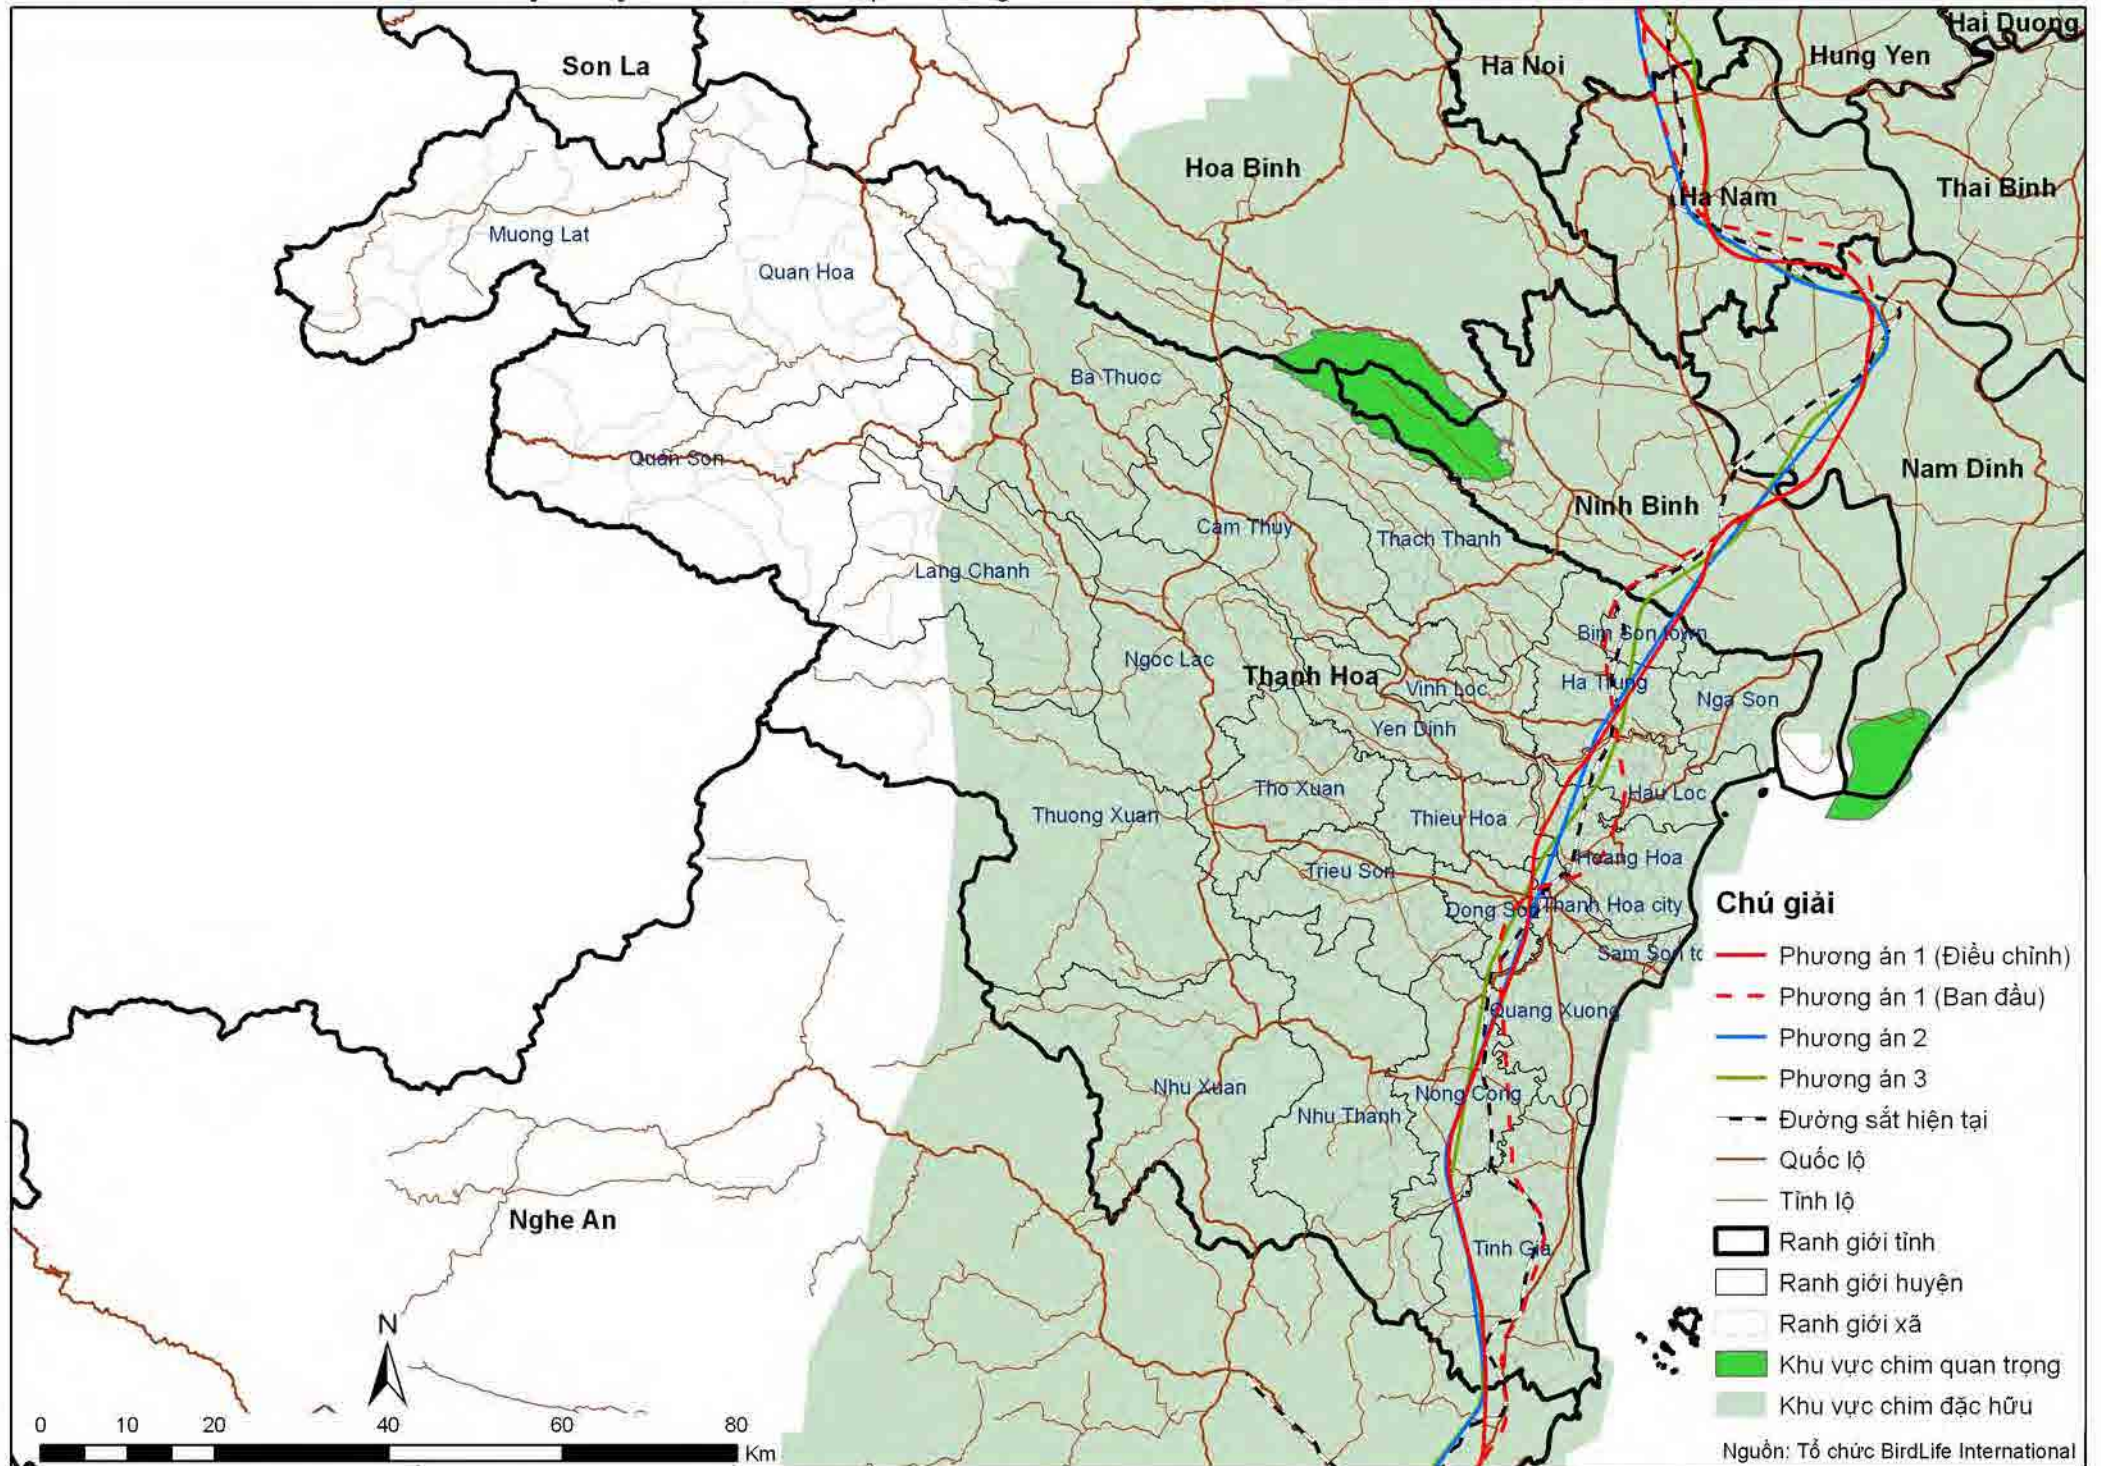 Hai Duong
Son La
Ha Noi
Hung Yen
Hoa Binh
Thai Binh
Ha Nam
Muong Lat
Quan Hoa
Ba Thuoc
Quan Son
Nam Dinh
Ninh Binh
Cam Thuy
Thach Thanh
Lang Chanh
Bim Son town
Ngoc Lac
Thanh Hoa
Vinh Loc
Ha Trung
Nga Son
Yen Dinh
Tho Xuan
Hau Loc
Thuong Xuan
Thieu Hoa
Hoang Hoa
Trieu Son
Dong Son
Thanh Hoa city
Sam Son to
Quang Xuong
Nhu Xuan
Nhu Thanh
Nong Cong
Nghe An
Tinh Gia
Chú giải
Phương án 1 (Điều chỉnh)
Phương án 1 (Ban đầu)
Phương án 2
Phương án 3
Đường sắt hiện tại
Quốc lộ
Tỉnh lộ
Ranh giới tỉnh
Ranh giới huyện
Ranh giới xã
Khu vực chim quan trọng
Khu vực chim đặc hữu
N
0 10 20 40 60 80
Km
Nguồn: Tổ chức BirdLife International